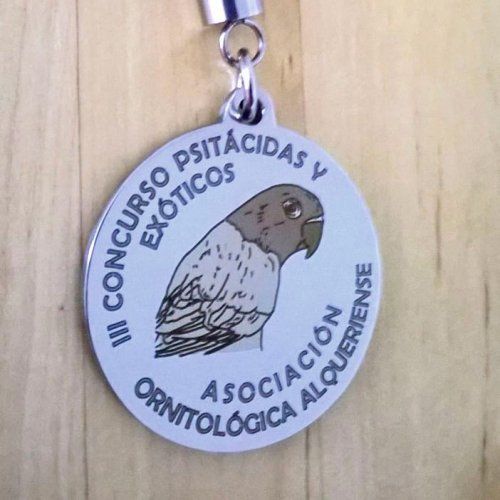 III CONCURSO PSITÁCIDAS Y
EXÓTICOS
ASOCIACIÓN
ORNITOLÓGICA ALQUERIENSE